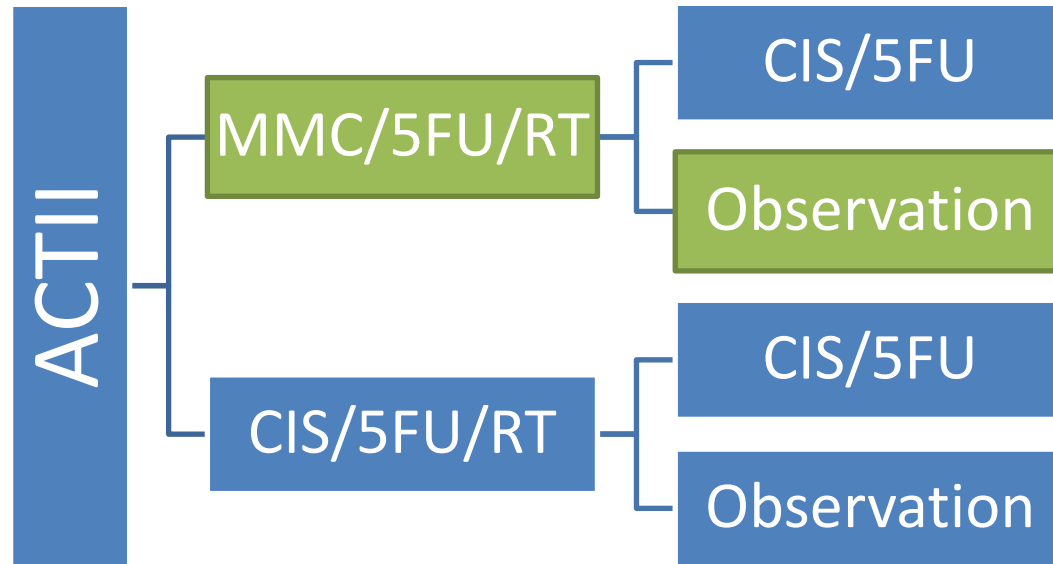 ACTII
MMC/5FU/RT
CIS/5FU
Observation
CIS/5FU/RT
CIS/5FU
Observation